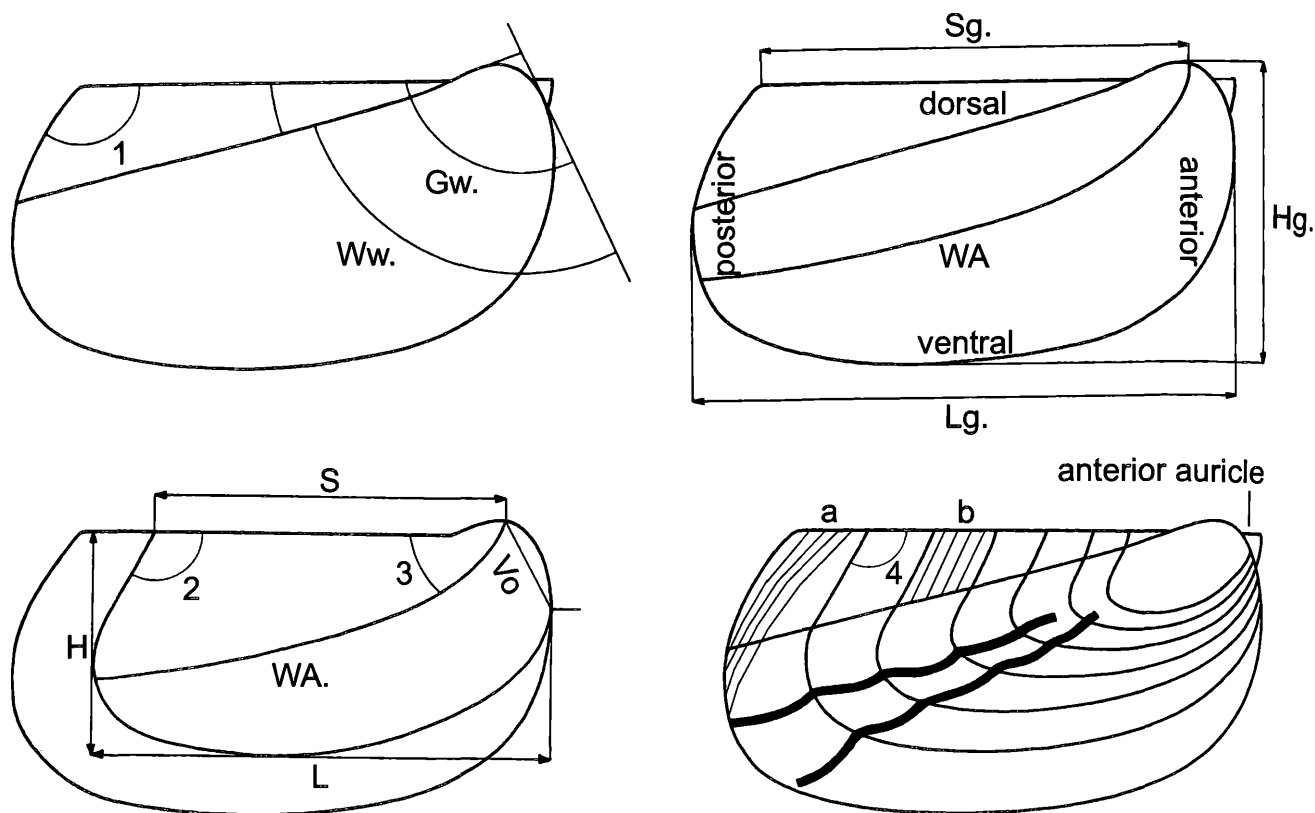 1
Gw.
Ww.
Sg.
dorsal
posterior
anterior
Hg.
WA
ventral
Lg.
S
2
3
Vo
H
WA.
L
anterior auricle
a
b
4